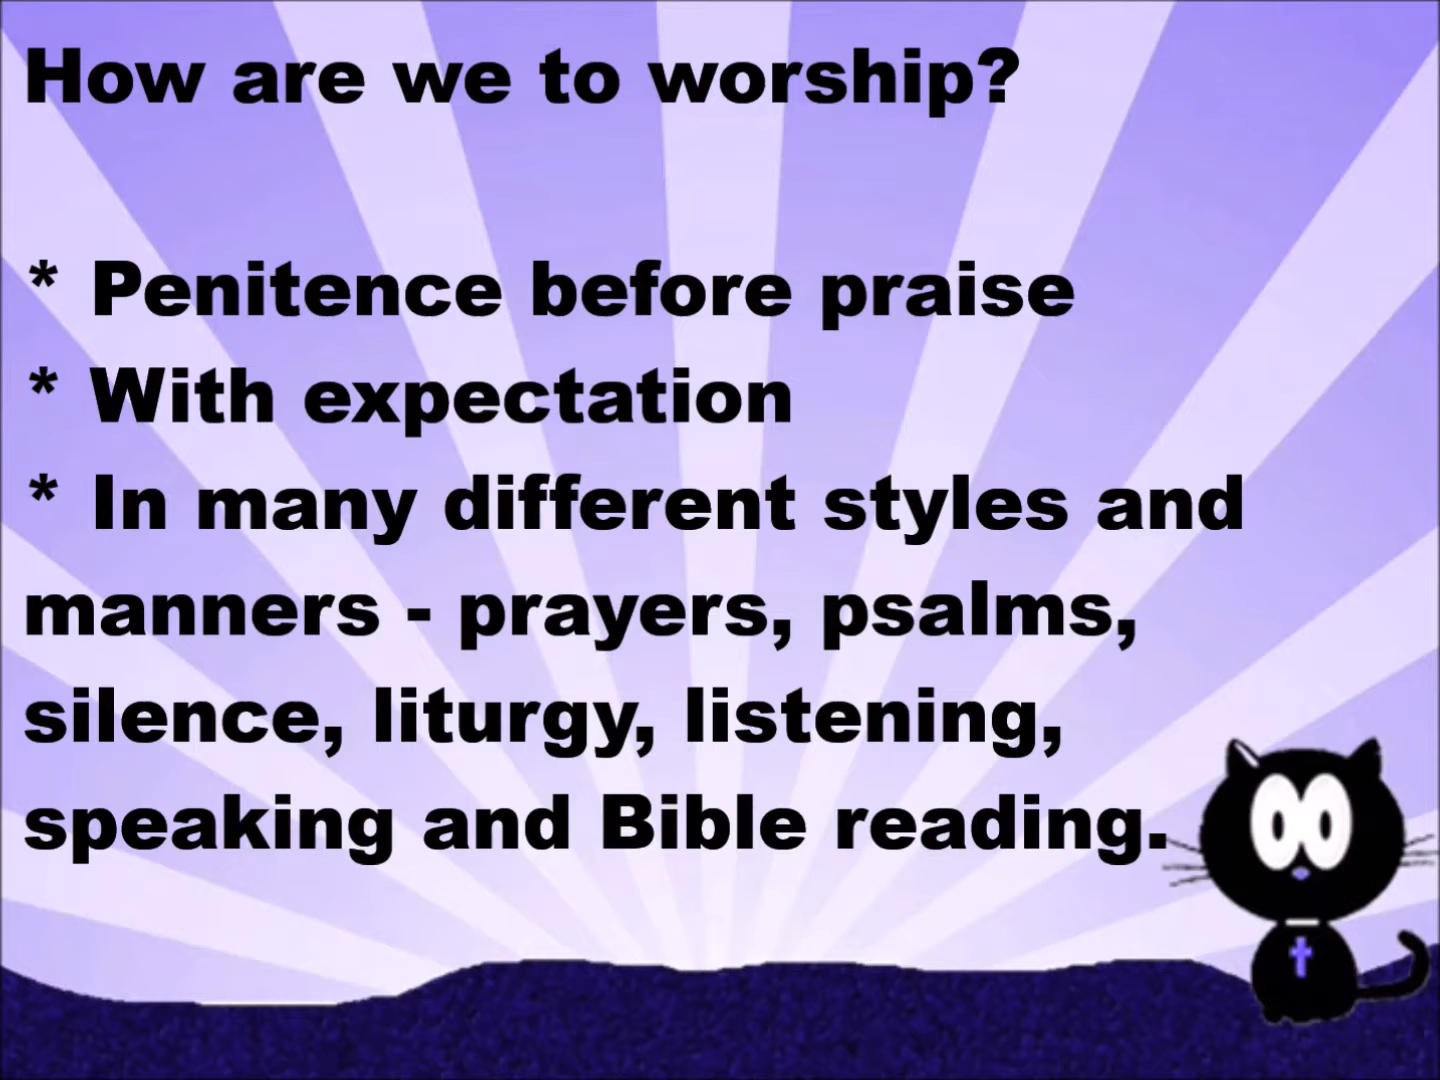 How are we to worship?
* Penitence before praise
* With expectation
* In many different styles and
manners - prayers, psalms,
silence, liturgy, listening,
speaking and Bible reading.